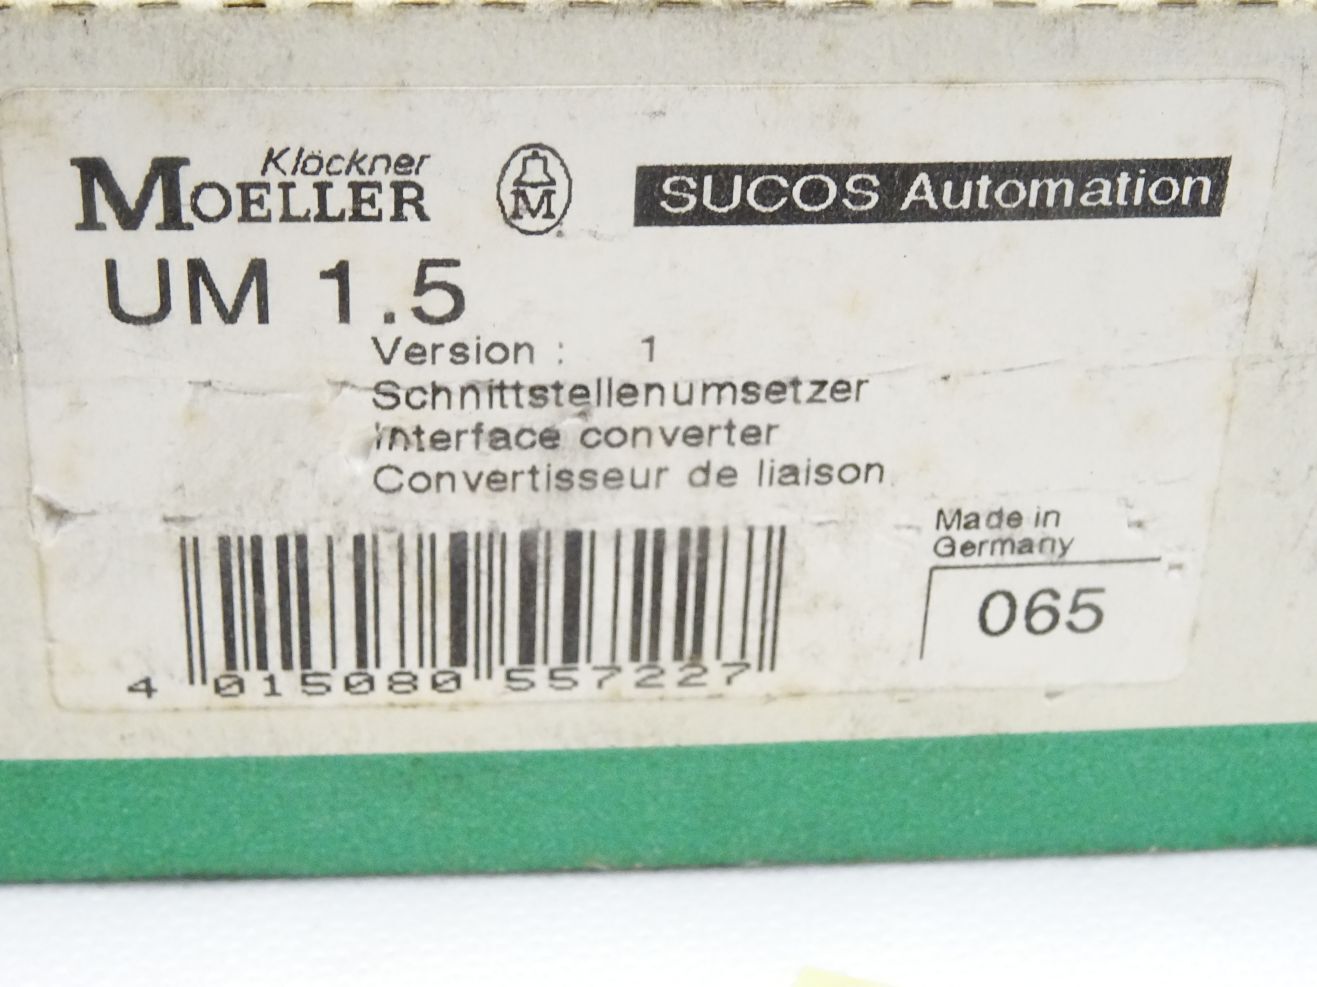 Klöckner
MOELLER
M
SUCOS Automation
UM 1.5
Version : 1
Schnittstellenumsetzer
Interface converter
Convertisseur de liaison
Made in
Germany
065
4 015080 557227